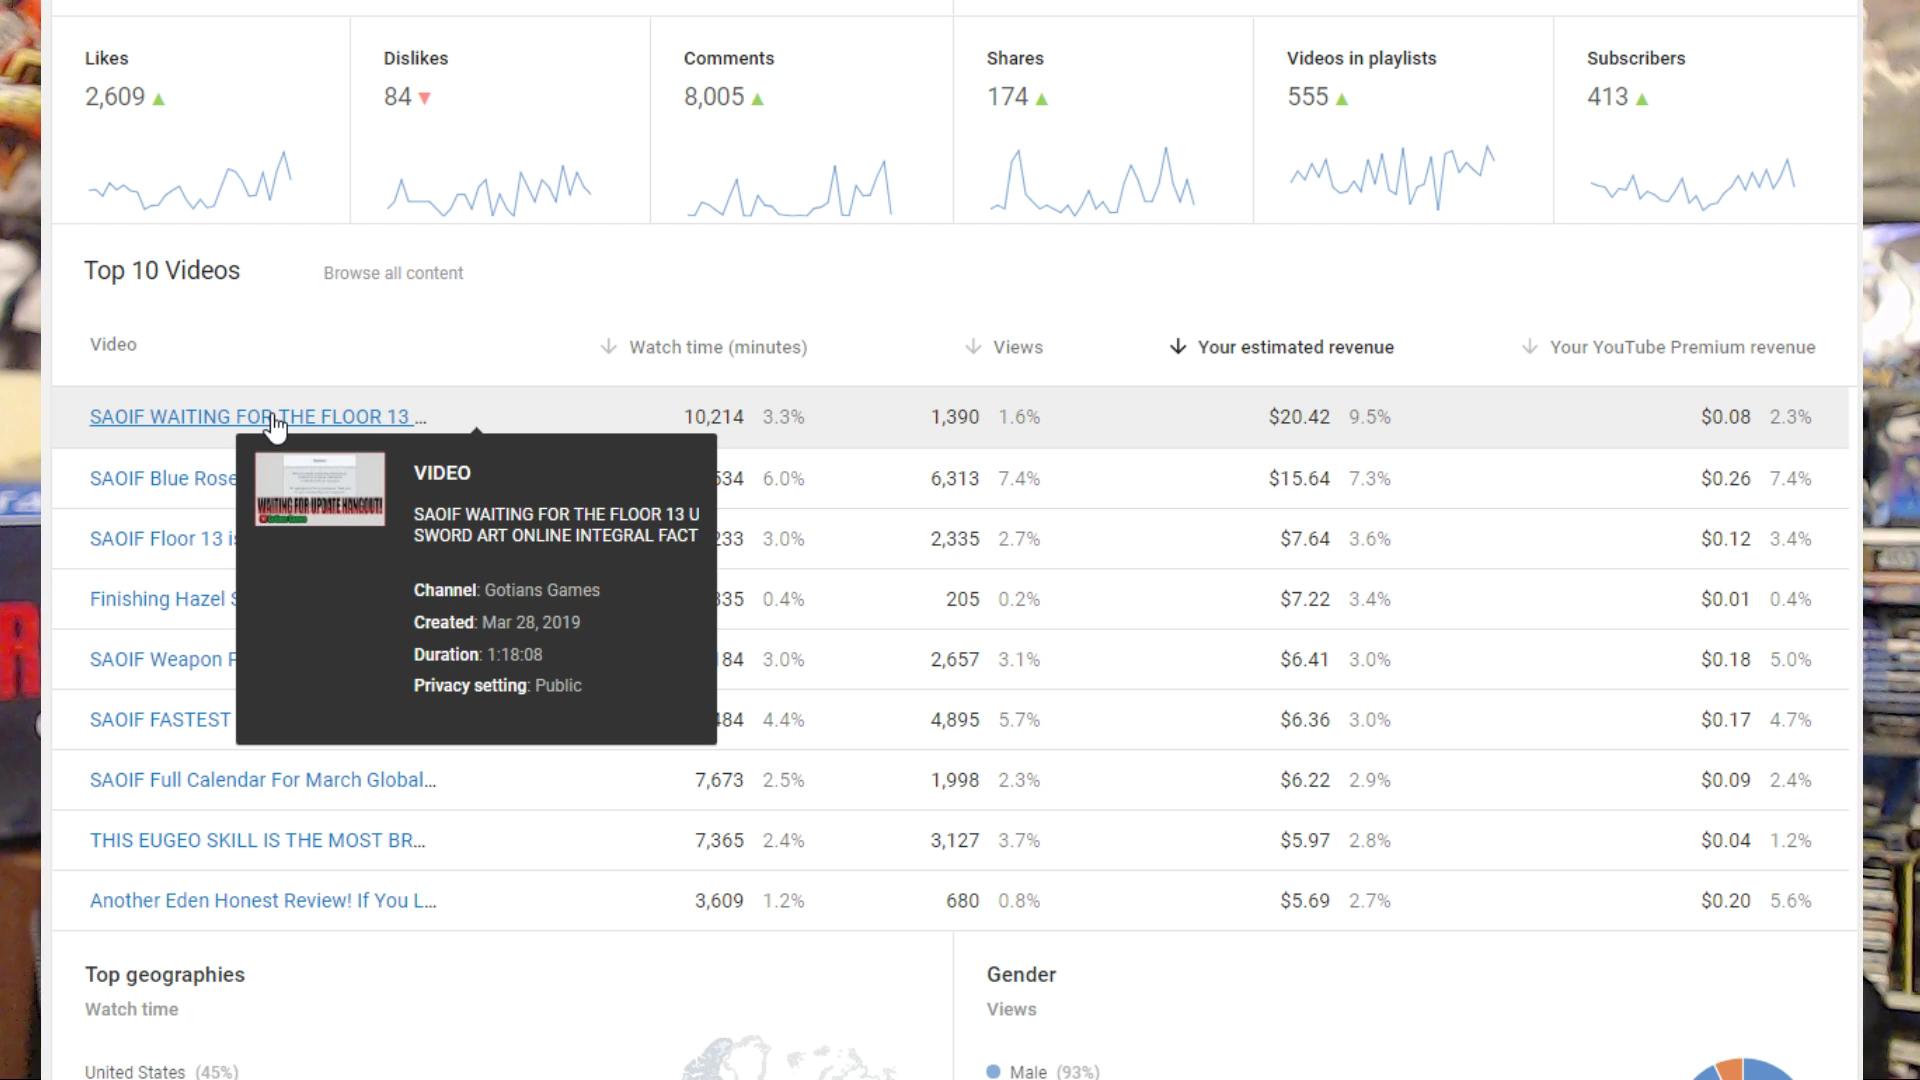 Likes
2,609
Dislikes
84
Comments
8,005
Shares
174
Videos in playlists
555
Subscribers
413
Top 10 Videos Browse all content
Video Watch time (minutes) Views Your estimated revenue Your YouTube Premium revenue
SAOIF WAITING FOR THE FLOOR 13 ... 10,214 3.3% 1,390 1.6% $20.42 9.5% $0.08 2.3%
SAOIF Blue Rose 534 6.0% 6,313 7.4% $15.64 7.3% $0.26 7.4%
SAOIF Floor 13 233 3.0% 2,335 2.7% $7.64 3.6% $0.12 3.4%
Finishing Hazel 335 0.4% 205 0.2% $7.22 3.4% $0.01 0.4%
SAOIF Weapon 184 3.0% 2,657 3.1% $6.41 3.0% $0.18 5.0%
SAOIF FASTEST 484 4.4% 4,895 5.7% $6.36 3.0% $0.17 4.7%
SAOIF Full Calendar For March Global... 7,673 2.5% 1,998 2.3% $6.22 2.9% $0.09 2.4%
THIS EUGEO SKILL IS THE MOST BR... 7,365 2.4% 3,127 3.7% $5.97 2.8% $0.04 1.2%
Another Eden Honest Review! If You L... 3,609 1.2% 680 0.8% $5.69 2.7% $0.20 5.6%
WAITING FOR UPDATE HANGOUT!
VIDEO
SAOIF WAITING FOR THE FLOOR 13 U
SWORD ART ONLINE INTEGRAL FACT
Channel: Gotians Games
Created: Mar 28, 2019
Duration: 1:18:08
Privacy setting: Public
Top geographies
Watch time
United States (45%)
Gender
Views
Male (93%)